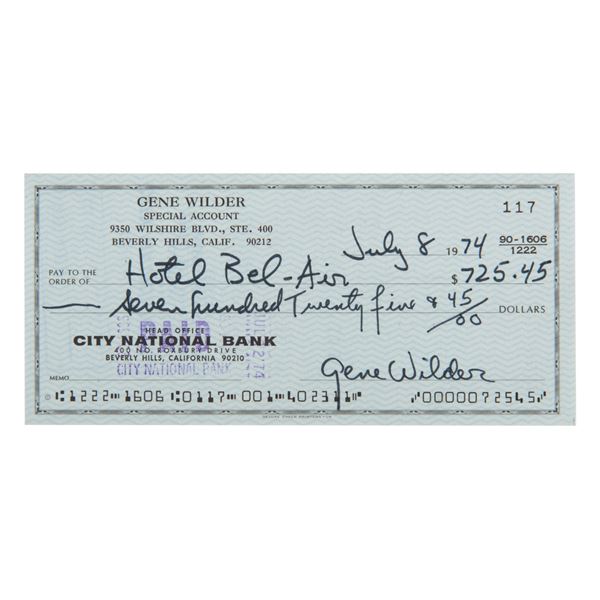 GENE WILDER
SPECIAL ACCOUNT
9350 WILSHIRE BLVD., STE. 400
BEVERLY HILLS, CALIF. 90212
117
July 8 1974
90-1606
1222
PAY TO THE
ORDER OF
Hotel Bel-Air
$725.45
Seven hundred Twenty five & 45/00 DOLLARS
PAID
HEAD OFFICE
CITY NATIONAL BANK
400 NO. ROXBURY DRIVE
BEVERLY HILLS, CALIFORNIA 90210
CITY NATIONAL BANK
MEMO
Gene Wilder
⑆1222⑉1606⑆0117⑈001⑉402311⑈ ⑈0000072545⑈